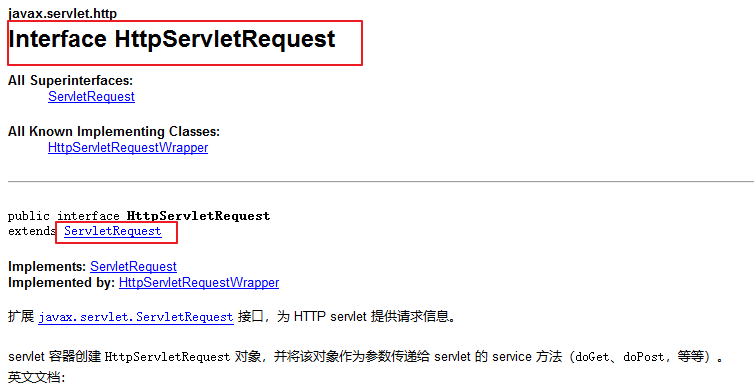 javax.servlet.http
Interface HttpServletRequest
All Superinterfaces:
ServletRequest
All Known Implementing Classes:
HttpServletRequestWrapper
public interface HttpServletRequest
extends ServletRequest
Implements: ServletRequest
Implemented by: HttpServletRequestWrapper
扩展 javax.servlet.ServletRequest 接口，为 HTTP servlet 提供请求信息。
servlet 容器创建 HttpServletRequest 对象，并将该对象作为参数传递给 servlet 的 service 方法（doGet、doPost，等等）。
英文文档：